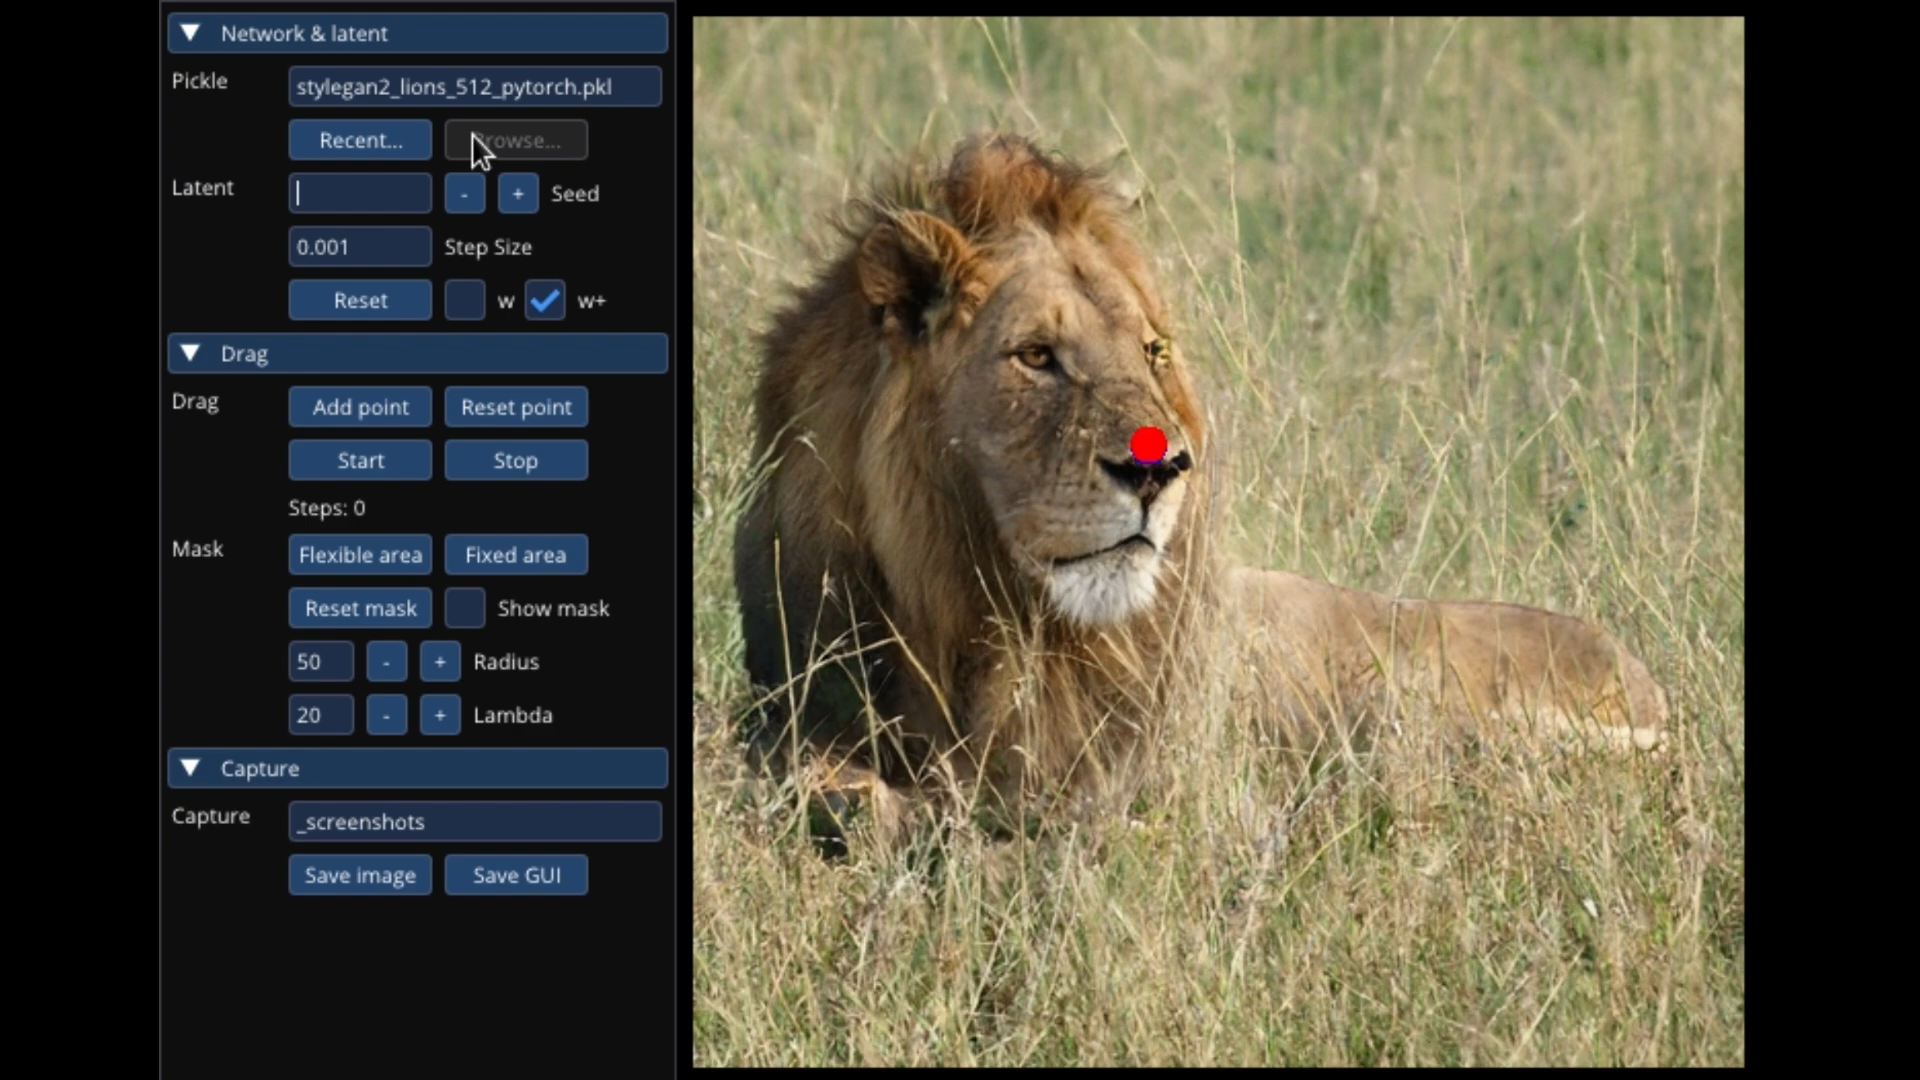 Network & latent
Pickle
stylegan2_lions_512_pytorch.pkl
Recent...
Browse...
Latent
- + Seed
0.001 Step Size
Reset w w+
Drag
Drag
Add point Reset point
Start Stop
Steps: 0
Mask
Flexible area Fixed area
Reset mask Show mask
50 - + Radius
20 - + Lambda
Capture
Capture
_screenshots
Save image Save GUI